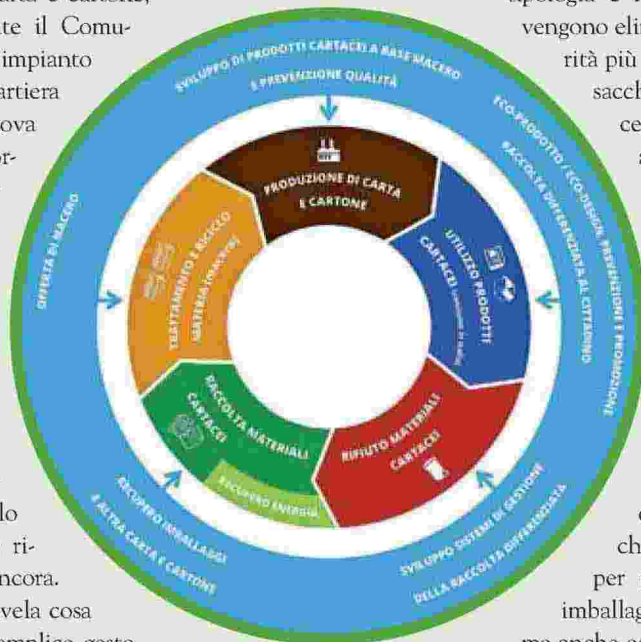 te il Comu-
impianto
artiera
ova
or-
lo
ri-
ncora.
vela cosa
vengono eli
rità più
sacch
ce
ch
per
imballag
SVILUPPO DI PRODOTTI CARTACEI A BASE MACERO
E PREVENZIONE QUALITÀ
ECO-PRODOTTO / ECO-DESIGN, PREVENZIONE E PROMOZIONE
RACCOLTA DIFFERENZIATA AL CITTADINO
SVILUPPO SISTEMI DI GESTIONE
DELLA RACCOLTA DIFFERENZIATA
RECUPERO IMBALLAGGI
E ALTRA CARTA E CARTONE
OFFERTA DI MACERO
PRODUZIONE DI CARTA
E CARTONE
UTILIZZO PRODOTTI
CARTACEI
RIFIUTO MATERIALI
CARTACEI
RACCOLTA MATERIALI
CARTACEI
RECUPERO ENERGIA
TRATTAMENTO E RICICLO
MATERIA (macero)